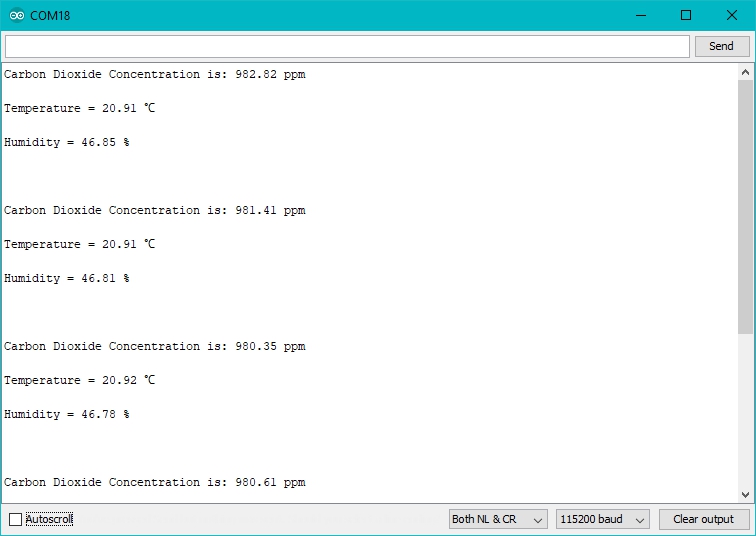 COM18
Send
Carbon Dioxide Concentration is: 982.82 ppm
Temperature = 20.91 ℃
Humidity = 46.85 %
Carbon Dioxide Concentration is: 981.41 ppm
Temperature = 20.91 ℃
Humidity = 46.81 %
Carbon Dioxide Concentration is: 980.35 ppm
Temperature = 20.92 ℃
Humidity = 46.78 %
Carbon Dioxide Concentration is: 980.61 ppm
Autoscroll Both NL & CR 115200 baud Clear output